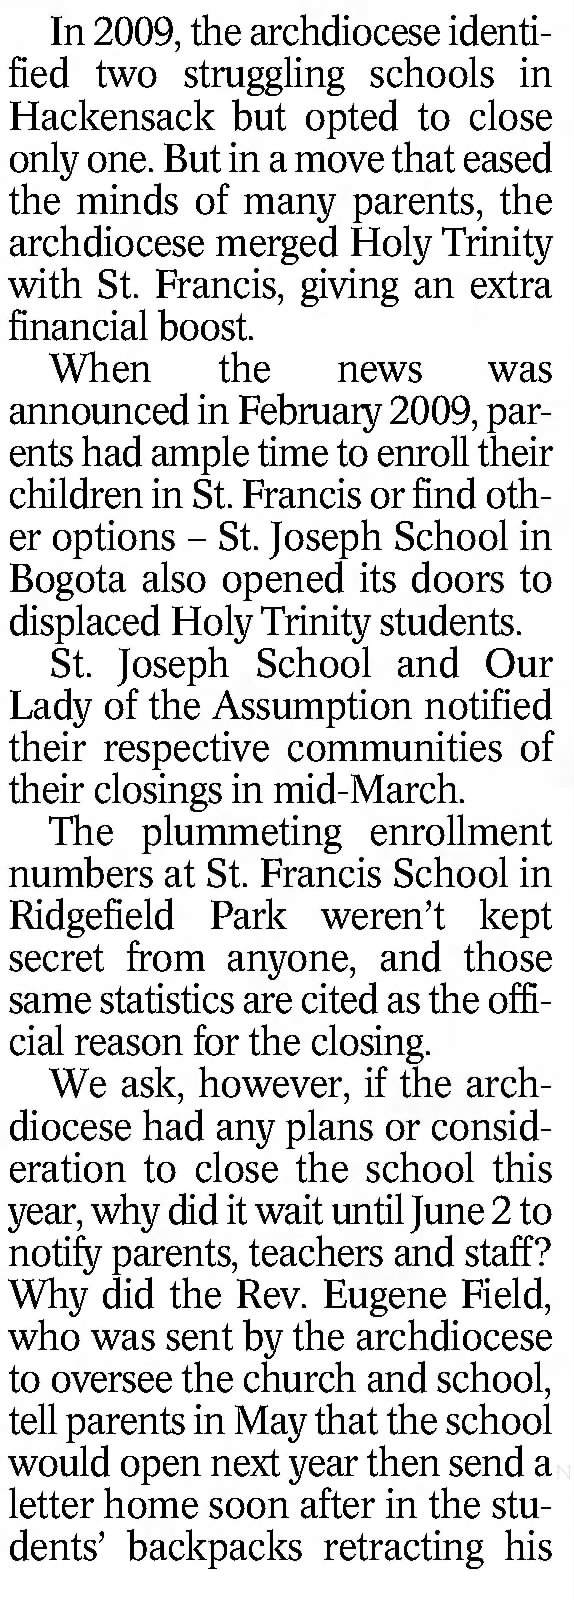 In 2009, the archdiocese identi-
fied two struggling schools in
Hackensack but opted to close
only one. But in a move that eased
the minds of many parents, the
archdiocese merged Holy Trinity
with St. Francis, giving an extra
financial boost.
When the news was
announced in February 2009, par-
ents had ample time to enroll their
children in St. Francis or find oth-
er options – St. Joseph School in
Bogota also opened its doors to
displaced Holy Trinity students.
St. Joseph School and Our
Lady of the Assumption notified
their respective communities of
their closings in mid-March.
The plummeting enrollment
numbers at St. Francis School in
Ridgefield Park weren't kept
secret from anyone, and those
same statistics are cited as the offi-
cial reason for the closing.
We ask, however, if the arch-
diocese had any plans or consid-
eration to close the school this
year, why did it wait until June 2 to
notify parents, teachers and staff?
Why did the Rev. Eugene Field,
who was sent by the archdiocese
to oversee the church and school,
tell parents in May that the school
would open next year then send a
letter home soon after in the stu-
dents' backpacks retracting his